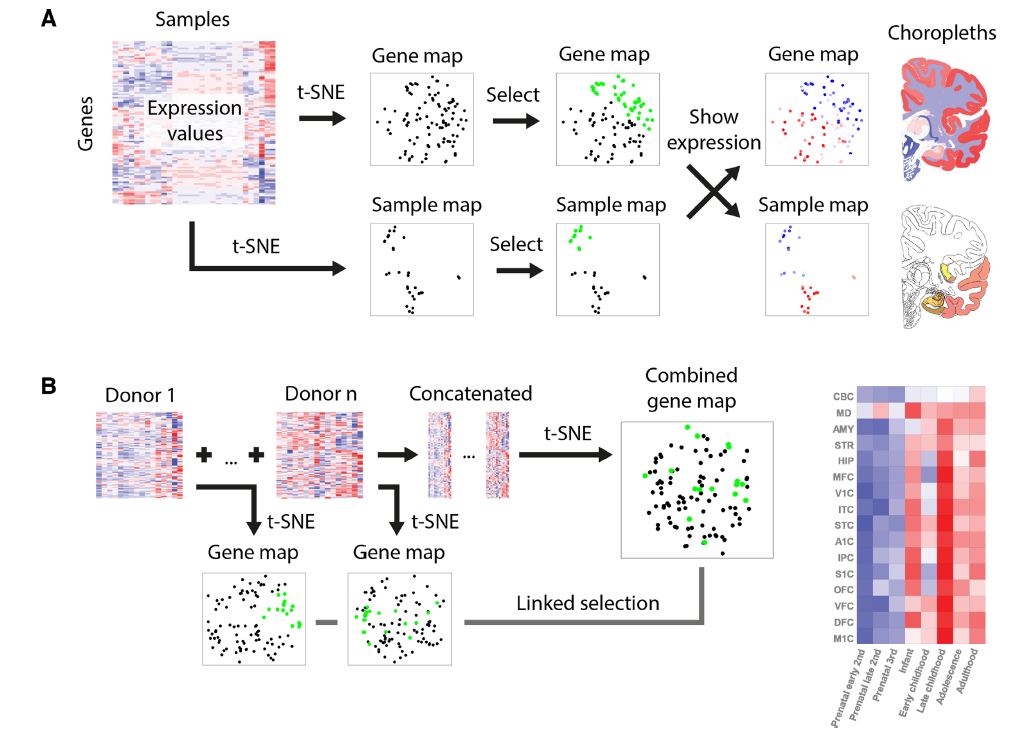 A
Samples
Genes
Expression
values
t-SNE
Gene map
Select
Gene map
Show
expression
Gene map
Choropleths
t-SNE
Sample map
Select
Sample map
Sample map
B
Donor 1
...
Donor n
Concatenated
...
t-SNE
Combined
gene map
t-SNE
t-SNE
Gene map
Gene map
Linked selection
CBC
MD
AMY
STR
HIP
MFC
V1C
ITC
STC
A1C
IPC
S1C
OFC
VFC
DFC
M1C
Prenatal early 2nd
Prenatal late 2nd
Prenatal 3rd
Infant
Early childhood
Late childhood
Adolescence
Adulthood